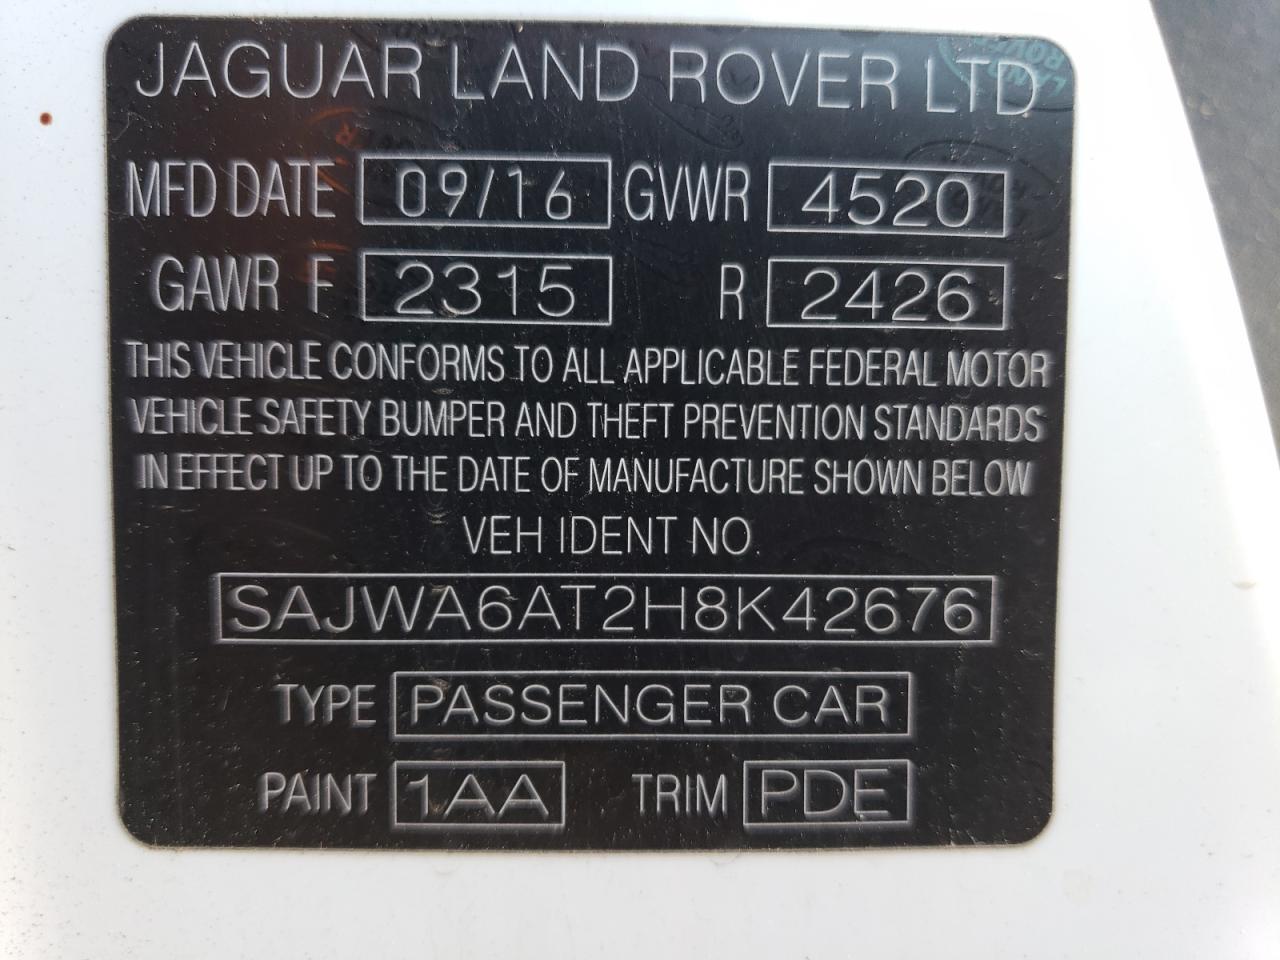 JAGUAR LAND ROVER LTD
MFD DATE 09/16 GVWR 4520
GAWR F 2315 R 2426
THIS VEHICLE CONFORMS TO ALL APPLICABLE FEDERAL MOTOR
VEHICLE SAFETY BUMPER AND THEFT PREVENTION STANDARDS
IN EFFECT UP TO THE DATE OF MANUFACTURE SHOWN BELOW
VEH IDENT NO.
SAJWA6AT2H8K42676
TYPE PASSENGER CAR
PAINT 1AA TRIM PDE